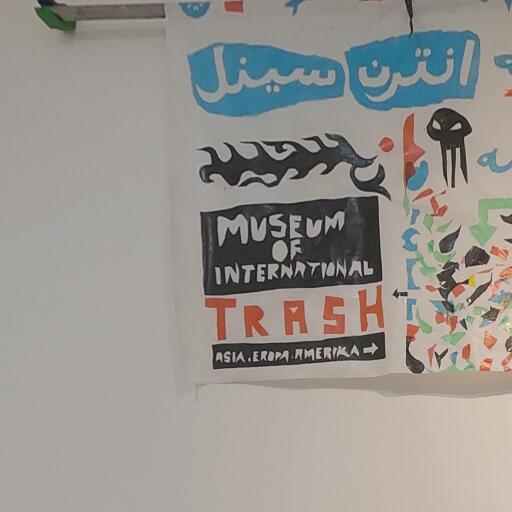 انترن سينل
MUSEUM
OF
INTERNATIONAL
TRASH
ASIA. EROPA. AMERIKA →